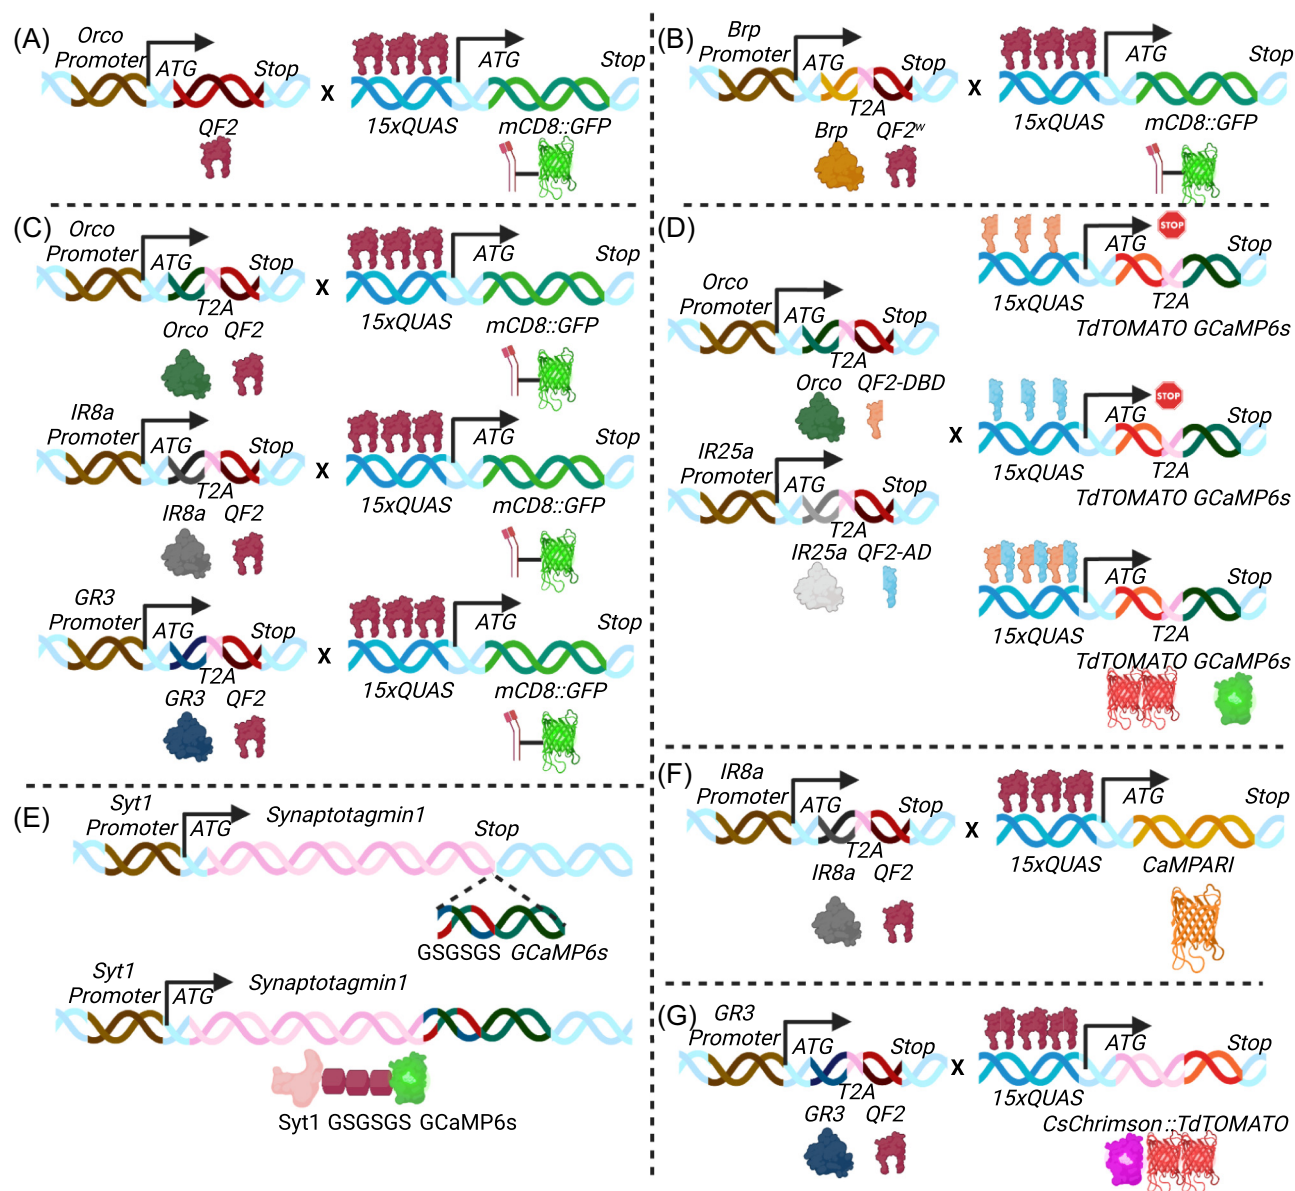 (A)
Orco
Promoter
ATG
Stop
QF2
X
ATG
Stop
15xQUAS
mCD8::GFP
(B)
Brp
Promoter
ATG
Stop
T2A
Brp
QF2ʷ
X
ATG
Stop
15xQUAS
mCD8::GFP
(C)
Orco
Promoter
ATG
Stop
T2A
Orco
QF2
X
ATG
Stop
15xQUAS
mCD8::GFP
IR8a
Promoter
ATG
Stop
T2A
IR8a
QF2
X
ATG
Stop
15xQUAS
mCD8::GFP
GR3
Promoter
ATG
Stop
T2A
GR3
QF2
X
ATG
Stop
15xQUAS
mCD8::GFP
(D)
Orco
Promoter
ATG
Stop
T2A
Orco
QF2-DBD
IR25a
Promoter
ATG
Stop
T2A
IR25a
QF2-AD
X
STOP
ATG
Stop
15xQUAS
T2A
TdTOMATO GCaMP6s
STOP
ATG
Stop
15xQUAS
T2A
TdTOMATO GCaMP6s
ATG
Stop
15xQUAS
T2A
TdTOMATO GCaMP6s
(E)
Syt1
Promoter
ATG
Synaptotagmin1
Stop
GSGSGS GCaMP6s
Syt1
Promoter
ATG
Synaptotagmin1
Syt1 GSGSGS GCaMP6s
(F)
IR8a
Promoter
ATG
Stop
T2A
IR8a
QF2
X
ATG
Stop
15xQUAS
CaMPARI
(G)
GR3
Promoter
ATG
Stop
T2A
GR3
QF2
X
ATG
Stop
15xQUAS
CsChrimson::TdTOMATO